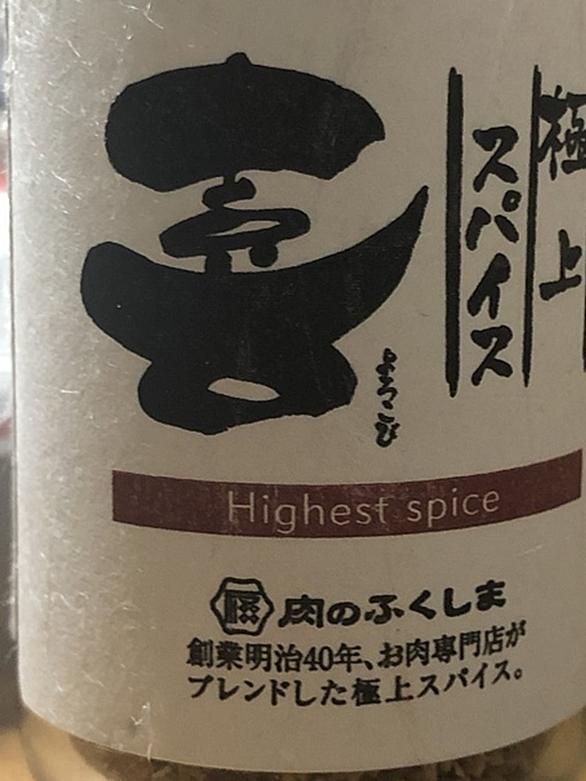 極上
スパイス
喜
よろこび
Highest spice
肉のふくしま
創業明治40年、お肉専門店が
ブレンドした極上スパイス。